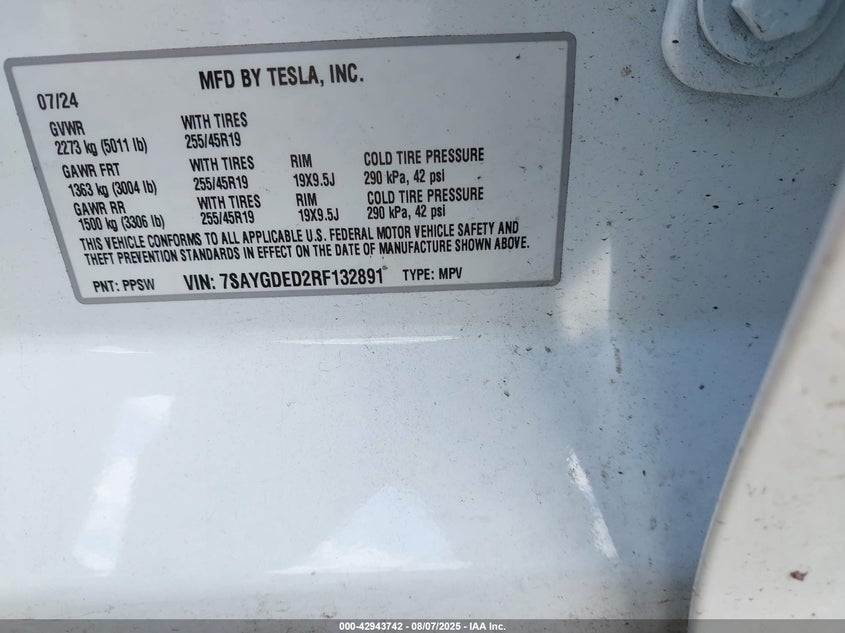 MFD BY TESLA, INC.
07/24
GVWR WITH TIRES
2273 kg (5011 lb) 255/45R19
GAWR FRT WITH TIRES RIM COLD TIRE PRESSURE
1363 kg (3004 lb) 255/45R19 19X9.5J 290 kPa, 42 psi
GAWR RR WITH TIRES RIM COLD TIRE PRESSURE
1500 kg (3306 lb) 255/45R19 19X9.5J 290 kPa, 42 psi
THIS VEHICLE CONFORMS TO ALL APPLICABLE U.S. FEDERAL MOTOR VEHICLE SAFETY AND
THEFT PREVENTION STANDARDS IN EFFECT ON THE DATE OF MANUFACTURE SHOWN ABOVE.
PNT: PPSW VIN: 7SAYGDED2RF132891 TYPE: MPV
000-42943742 - 08/07/2025 - IAA Inc.